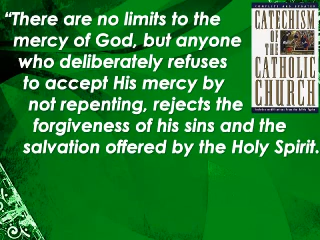 “There are no limits to the
mercy of God, but anyone
who deliberately refuses
to accept His mercy by
not repenting, rejects the
forgiveness of his sins and the
salvation offered by the Holy Spirit.
CATECHISM
OF
THE
CATHOLIC
CHURCH